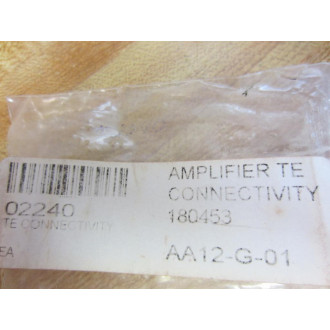 AMPLIFIER TE
CONNECTIVITY
02240
180453
TE CONNECTIVITY
EA
AA12-G-01